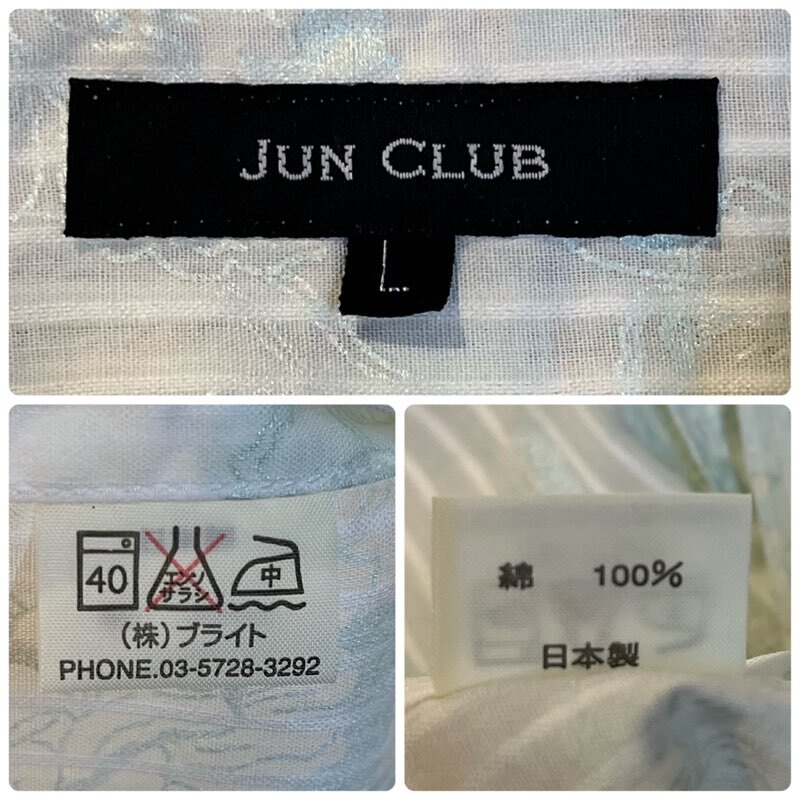 JUN CLUB
L
40 エンソ 中
サラシ
(株)ブライト
PHONE.03-5728-3292
綿 100%
日本製